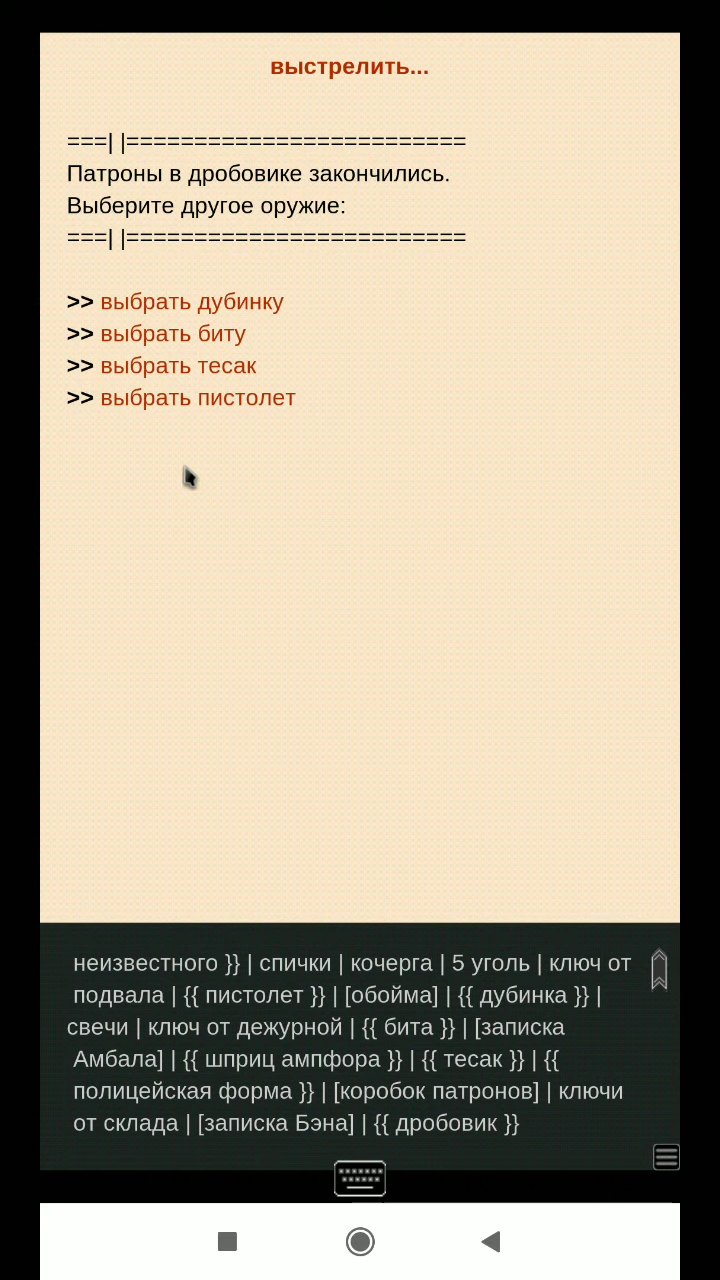 выстрелить...
===| |=========================
Патроны в дробовике закончились.
Выберите другое оружие:
===| |=========================
>> выбрать дубинку
>> выбрать биту
>> выбрать тесак
>> выбрать пистолет
неизвестного }} | спички | кочерга | 5 уголь | ключ от
подвала | {{ пистолет }} | [обойма] | {{ дубинка }} |
свечи | ключ от дежурной | {{ бита }} | [записка
Амбала] | {{ шприц ампфора }} | {{ тесак }} | {{
полицейская форма }} | [коробок патронов] | ключи
от склада | [записка Бэна] | {{ дробовик }}